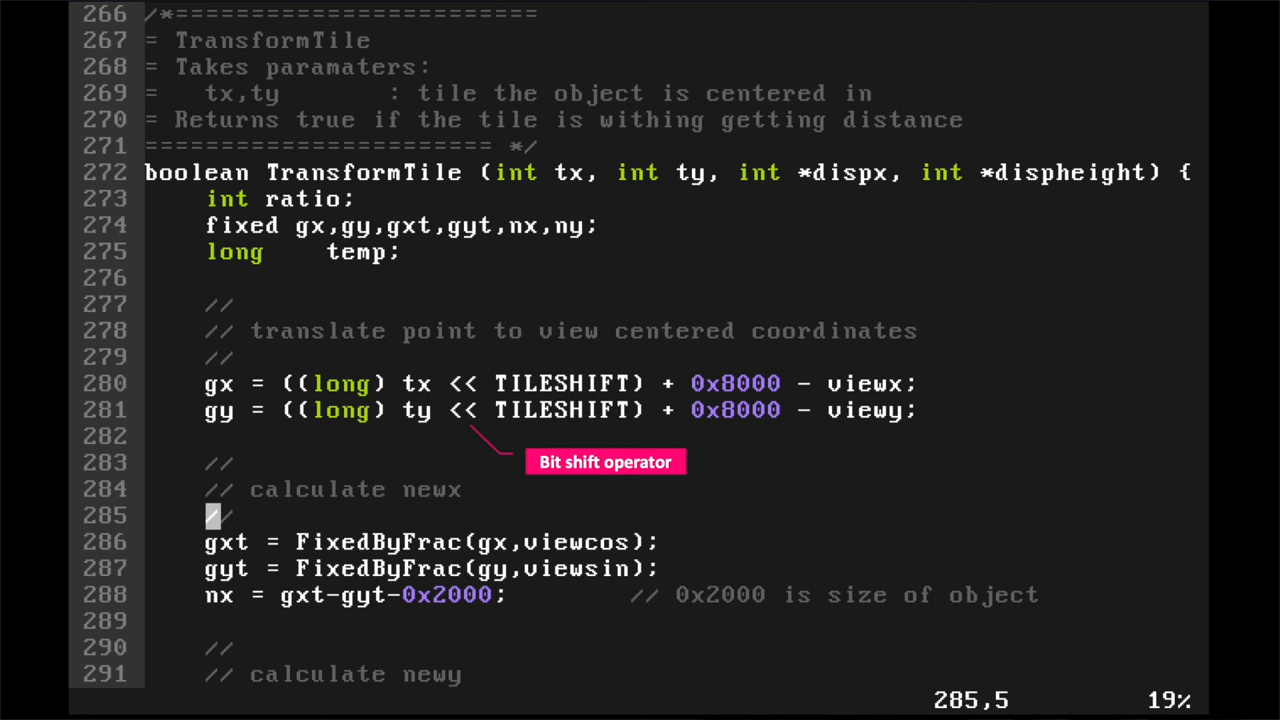 266 /*==========================
267 = TransformTile
268 = Takes paramaters:
269 =   tx,ty       : tile the object is centered in
270 = Returns true if the tile is withing getting distance
271 ======================= */
272 boolean TransformTile (int tx, int ty, int *dispx, int *dispheight) {
273     int ratio;
274     fixed gx,gy,gxt,gyt,nx,ny;
275     long    temp;
276
277     //
278     // translate point to view centered coordinates
279     //
280     gx = ((long) tx << TILESHIFT) + 0x8000 - viewx;
281     gy = ((long) ty << TILESHIFT) + 0x8000 - viewy;
282
Bit shift operator
283     //
284     // calculate newx
285     //
286     gxt = FixedByFrac(gx,viewcos);
287     gyt = FixedByFrac(gy,viewsin);
288     nx = gxt-gyt-0x2000;        // 0x2000 is size of object
289
290     //
291     // calculate newy
285,5         19%